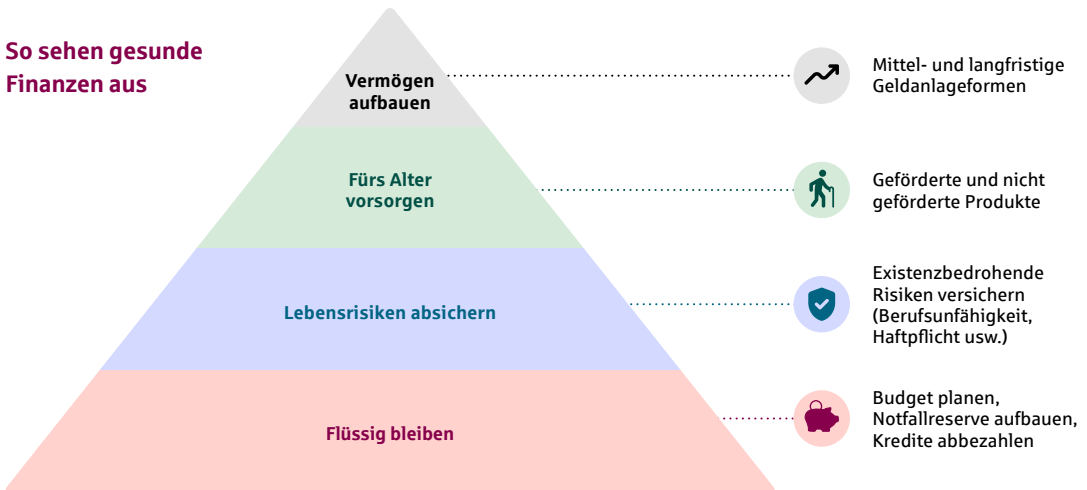 So sehen gesunde
Finanzen aus
Vermögen
aufbauen
Mittel- und langfristige
Geldanlageformen
Fürs Alter
vorsorgen
Geförderte und nicht
geförderte Produkte
Lebensrisiken absichern
Existenzbedrohende
Risiken versichern
(Berufsunfähigkeit,
Haftpflicht usw.)
Flüssig bleiben
Budget planen,
Notfallreserve aufbauen,
Kredite abbezahlen